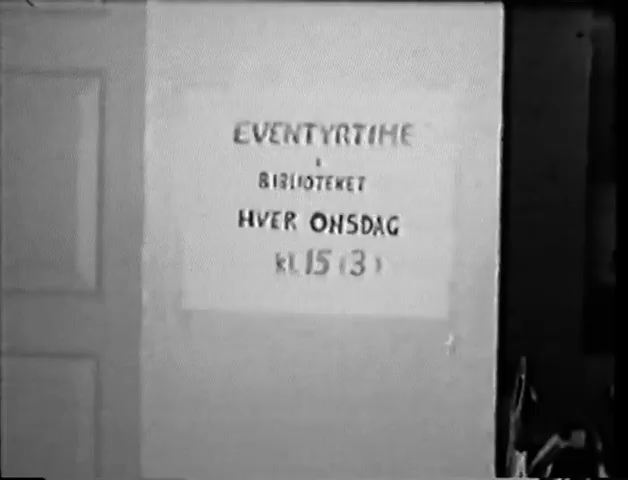 EVENTYRTIME
I
BIBLIOTEKET
HVER ONSDAG
KL 15 (3)